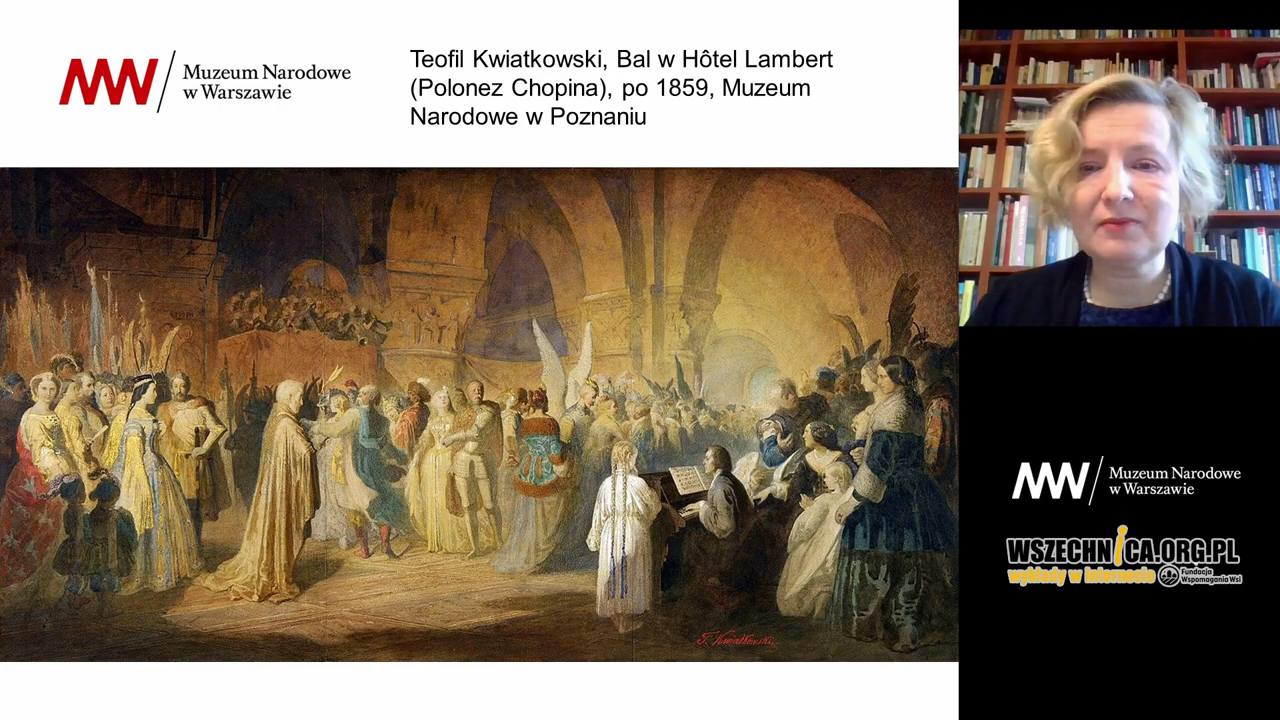 Muzeum Narodowe
w Warszawie
Teofil Kwiatkowski, Bal w Hôtel Lambert
(Polonez Chopina), po 1859, Muzeum
Narodowe w Poznaniu
T. Kwiatkowski
Muzeum Narodowe
w Warszawie
WSZECHNiCA.ORG.PL
wykłady w internecie
Fundacja
Wspomagania Wsi